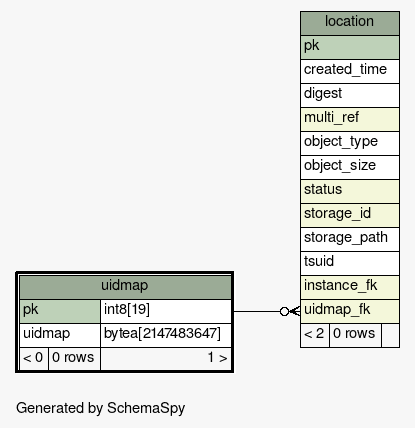 location
pk
created_time
digest
multi_ref
object_type
object_size
status
storage_id
storage_path
tsuid
instance_fk
uidmap_fk
< 2 0 rows
uidmap
pk int8[19]
uidmap bytea[2147483647]
< 0 0 rows 1 >
Generated by SchemaSpy